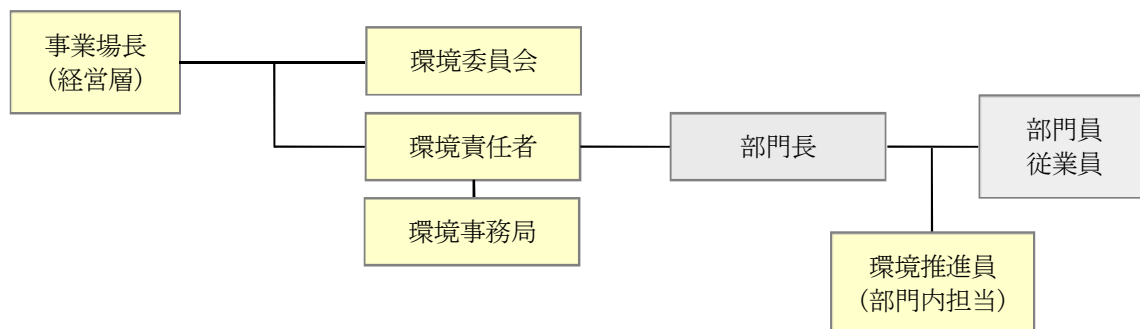 事業場長
（経営層）
環境委員会
環境責任者
部門長
部門員
従業員
環境事務局
環境推進員
（部門内担当）